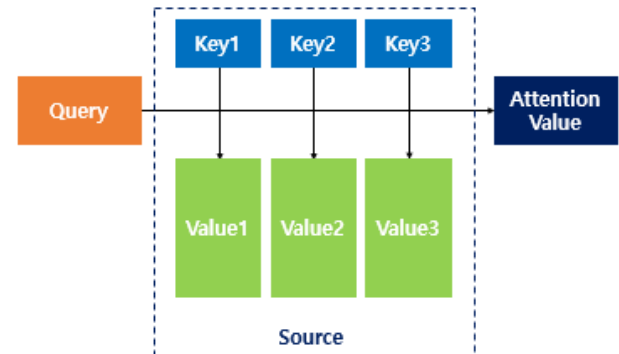 Key1 Key2 Key3
Query
Attention
Value
Value1 Value2 Value3
Source